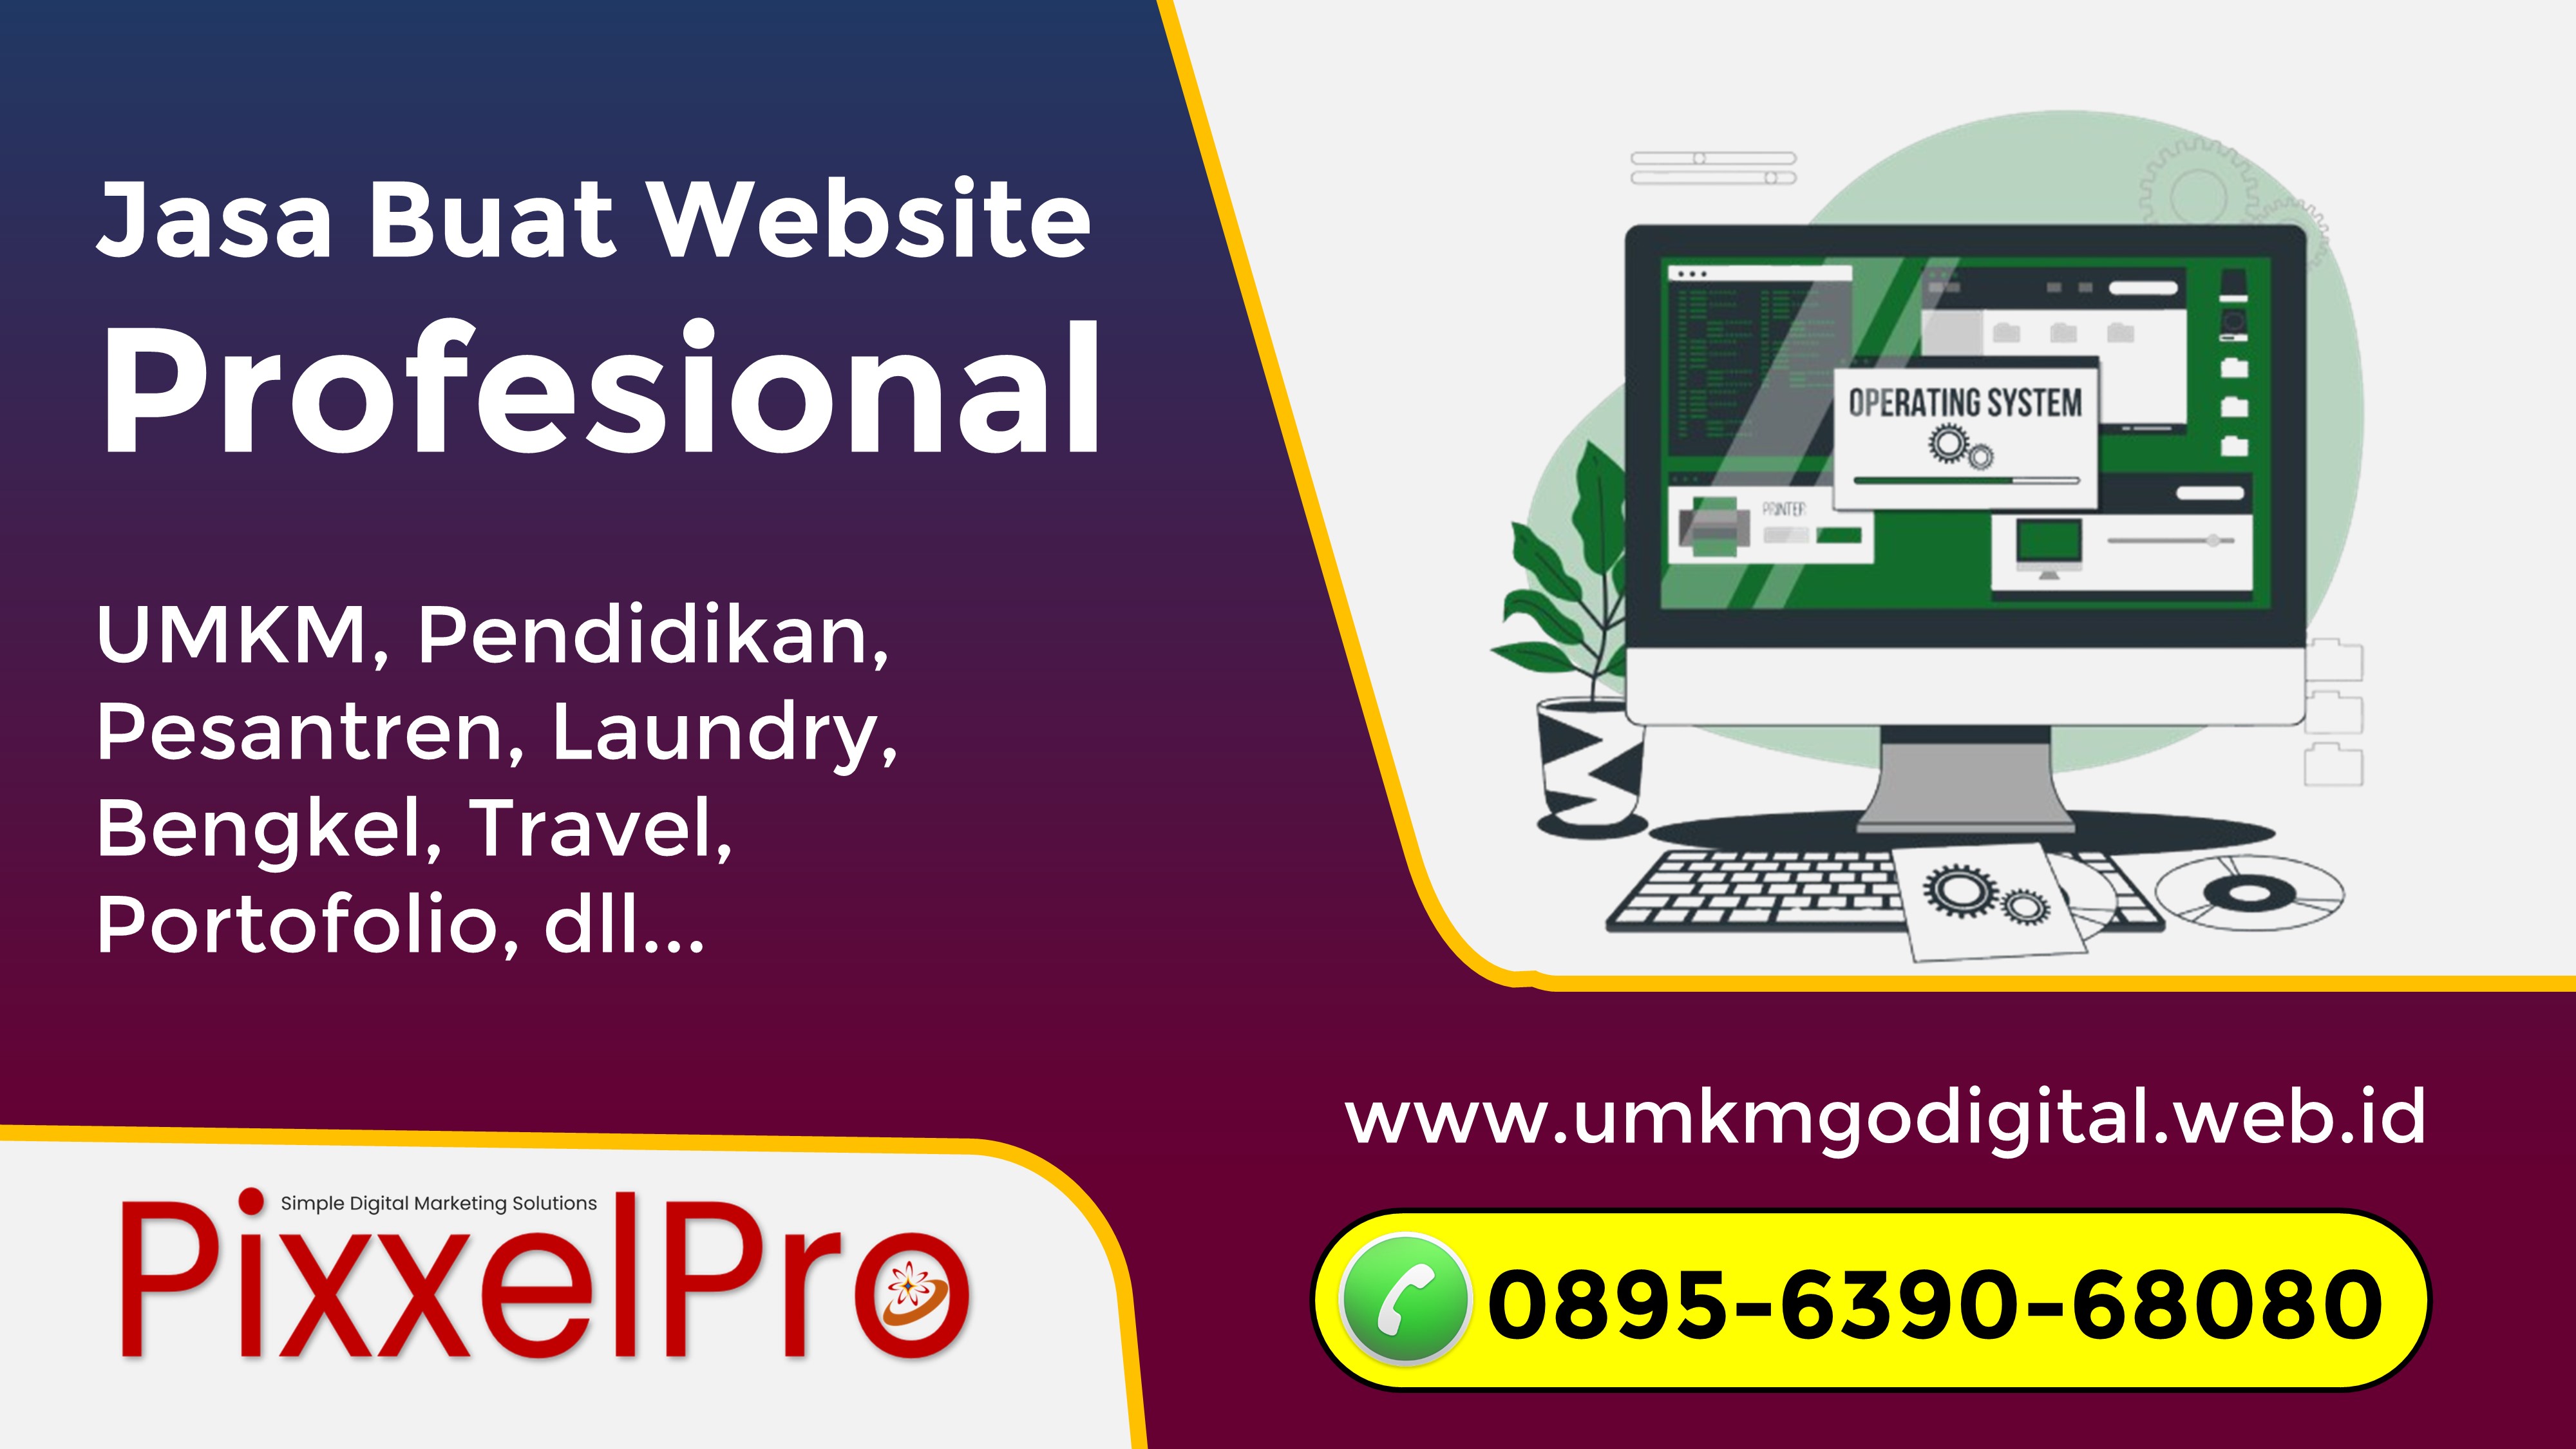 Jasa Buat Website
Profesional
UMKM, Pendidikan,
Pesantren, Laundry,
Bengkel, Travel,
Portofolio, dll...
OPERATING SYSTEM
PRINTER
www.umkmgodigital.web.id
0895-6390-68080
Simple Digital Marketing Solutions
PixxelPro